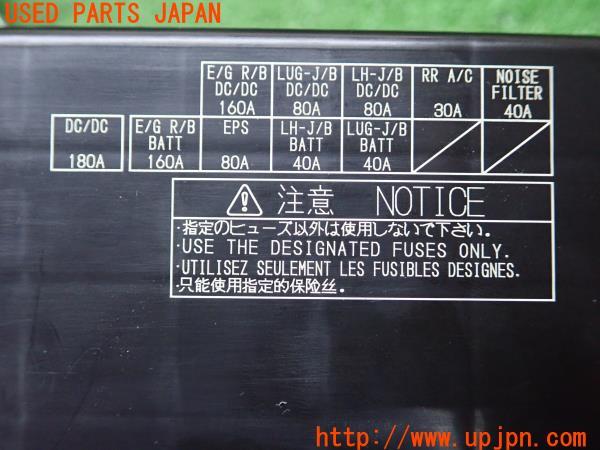 USED PARTS JAPAN
E/G R/B DC/DC 160A
LUG-J/B DC/DC 80A
LH-J/B DC/DC 80A
RR A/C 30A
NOISE FILTER 40A
DC/DC 180A
E/G R/B BATT 160A
EPS 80A
LH-J/B BATT 40A
LUG-J/B BATT 40A
注意 NOTICE
・指定のヒューズ以外は使用しないで下さい。
・USE THE DESIGNATED FUSES ONLY.
・UTILISEZ SEULEMENT LES FUSIBLES DESIGNES.
・只能使用指定的保险丝。
http://www.upjpn.com